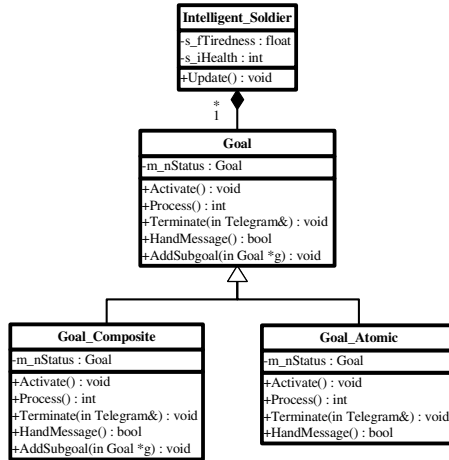 Intelligent_Soldier
-s_fTiredness : float
-s_iHealth : int
+Update() : void
*
1
Goal
-m_nStatus : Goal
+Activate() : void
+Process() : int
+Terminate(in Telegram&) : void
+HandMessage() : bool
+AddSubgoal(in Goal *g) : void
Goal_Composite
-m_nStatus : Goal
+Activate() : void
+Process() : int
+Terminate(in Telegram&) : void
+HandMessage() : bool
+AddSubgoal(in Goal *g) : void
Goal_Atomic
-m_nStatus : Goal
+Activate() : void
+Process() : int
+Terminate(in Telegram&) : void
+HandMessage() : bool